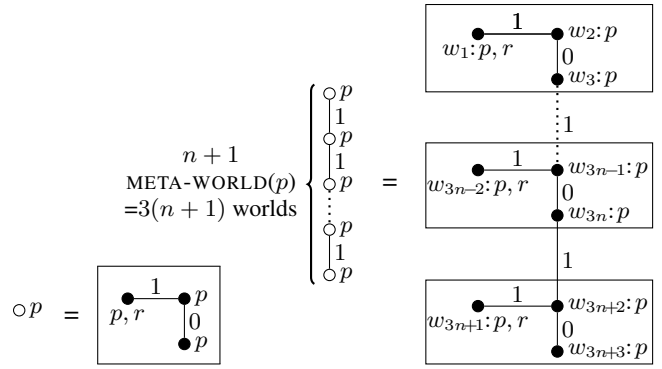 1
w₂: p
w₁: p, r
0
w₃: p
p
1
p
1
n + 1
META-WORLD(p)
=3(n + 1) worlds
p
p
1
p
=
1
1
w₃ₙ₋₁: p
w₃ₙ₋₂: p, r
0
w₃ₙ: p
1
p = 
1
p
p, r
0
p
1
w₃ₙ₊₂: p
w₃ₙ₊₁: p, r
0
w₃ₙ₊₃: p